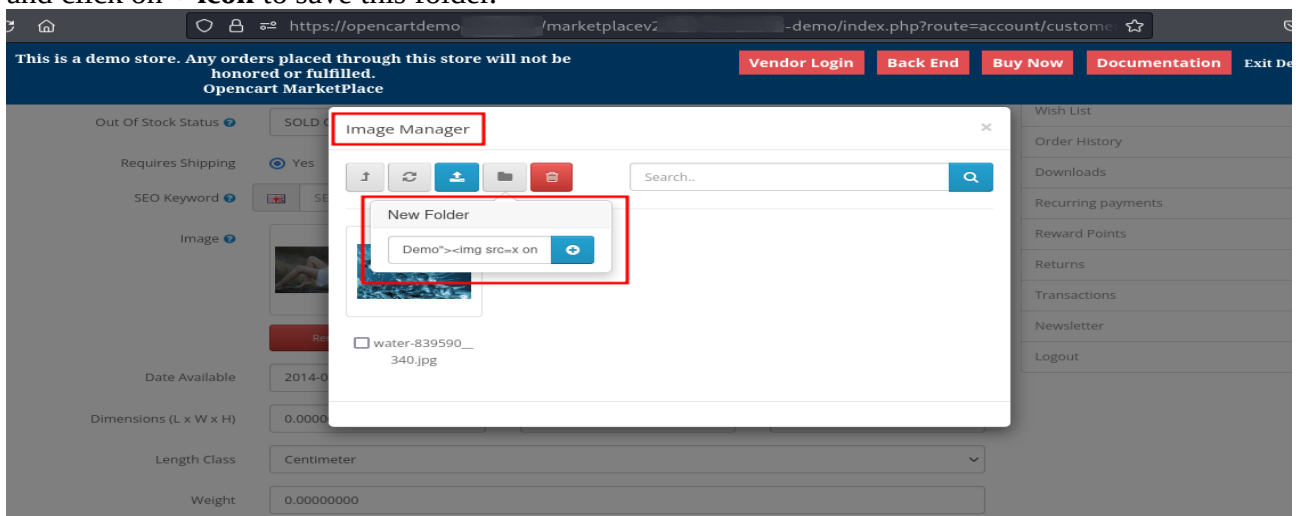 and click on + icon to save this folder.
https://opencartdemo /marketplacev2 -demo/index.php?route=account/custome
This is a demo store. Any orders placed through this store will not be
honored or fulfilled.
Opencart MarketPlace
Vendor Login
Back End
Buy Now
Documentation
Exit De
Out Of Stock Status
SOLD
Image Manager
×
Wish List
Order History
Requires Shipping
Yes
Search..
Downloads
SEO Keyword
SE
New Folder
Recurring payments
Image
Demo"><img src=x on
Reward Points
Returns
Transactions
Newsletter
Re
water-839590__
340.jpg
Logout
Date Available
2014-0
Dimensions (L x W x H)
0.0000
Length Class
Centimeter
Weight
0.00000000